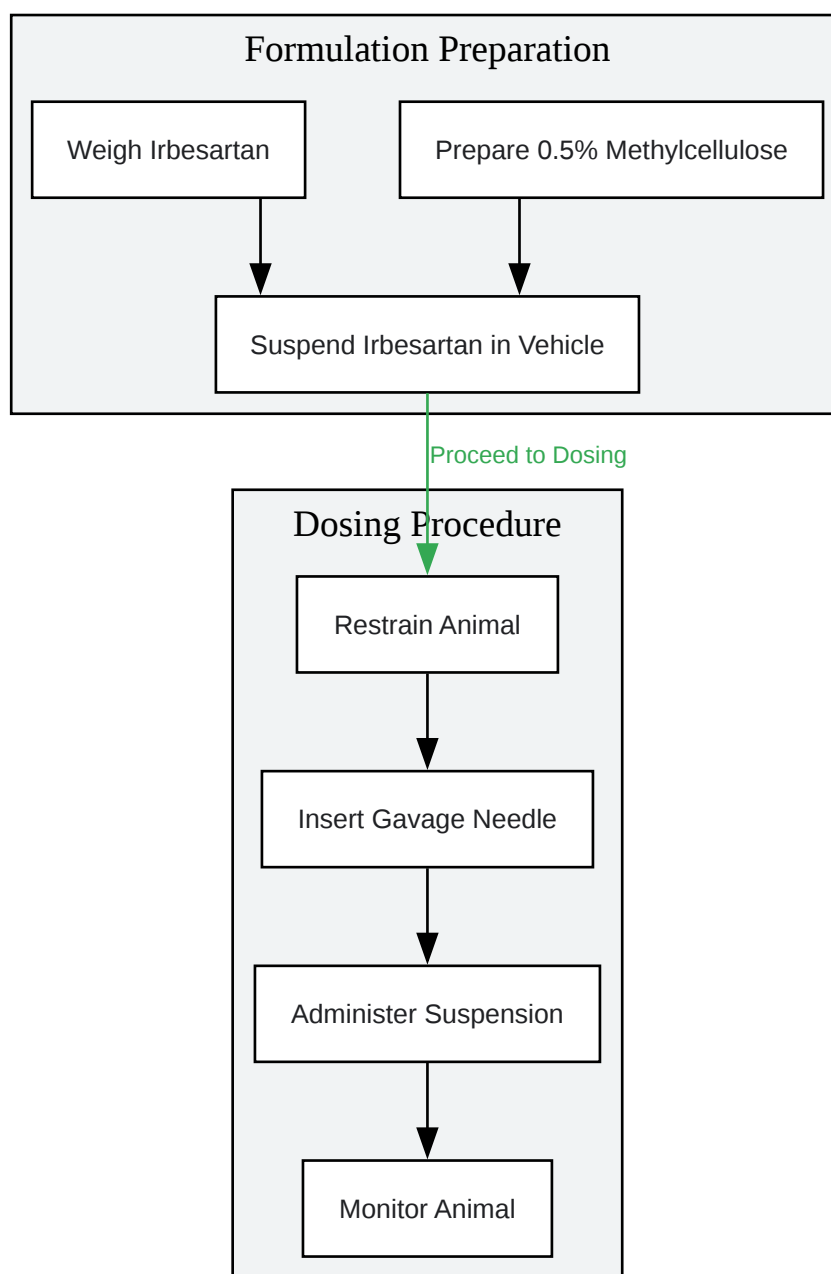 Formulation Preparation
Weigh Irbesartan
Prepare 0.5% Methylcellulose
Suspend Irbesartan in Vehicle
Proceed to Dosing
Dosing Procedure
Restrain Animal
Insert Gavage Needle
Administer Suspension
Monitor Animal